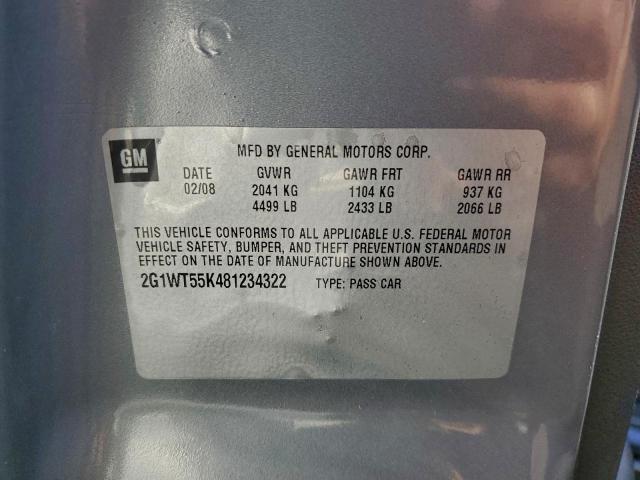 GM
MFD BY GENERAL MOTORS CORP.
DATE GVWR GAWR FRT GAWR RR
02/08 2041 KG 1104 KG 937 KG
4499 LB 2433 LB 2066 LB
THIS VEHICLE CONFORMS TO ALL APPLICABLE U.S. FEDERAL MOTOR
VEHICLE SAFETY, BUMPER, AND THEFT PREVENTION STANDARDS IN
EFFECT ON THE DATE OF MANUFACTURE SHOWN ABOVE.
2G1WT55K481234322 TYPE: PASS CAR